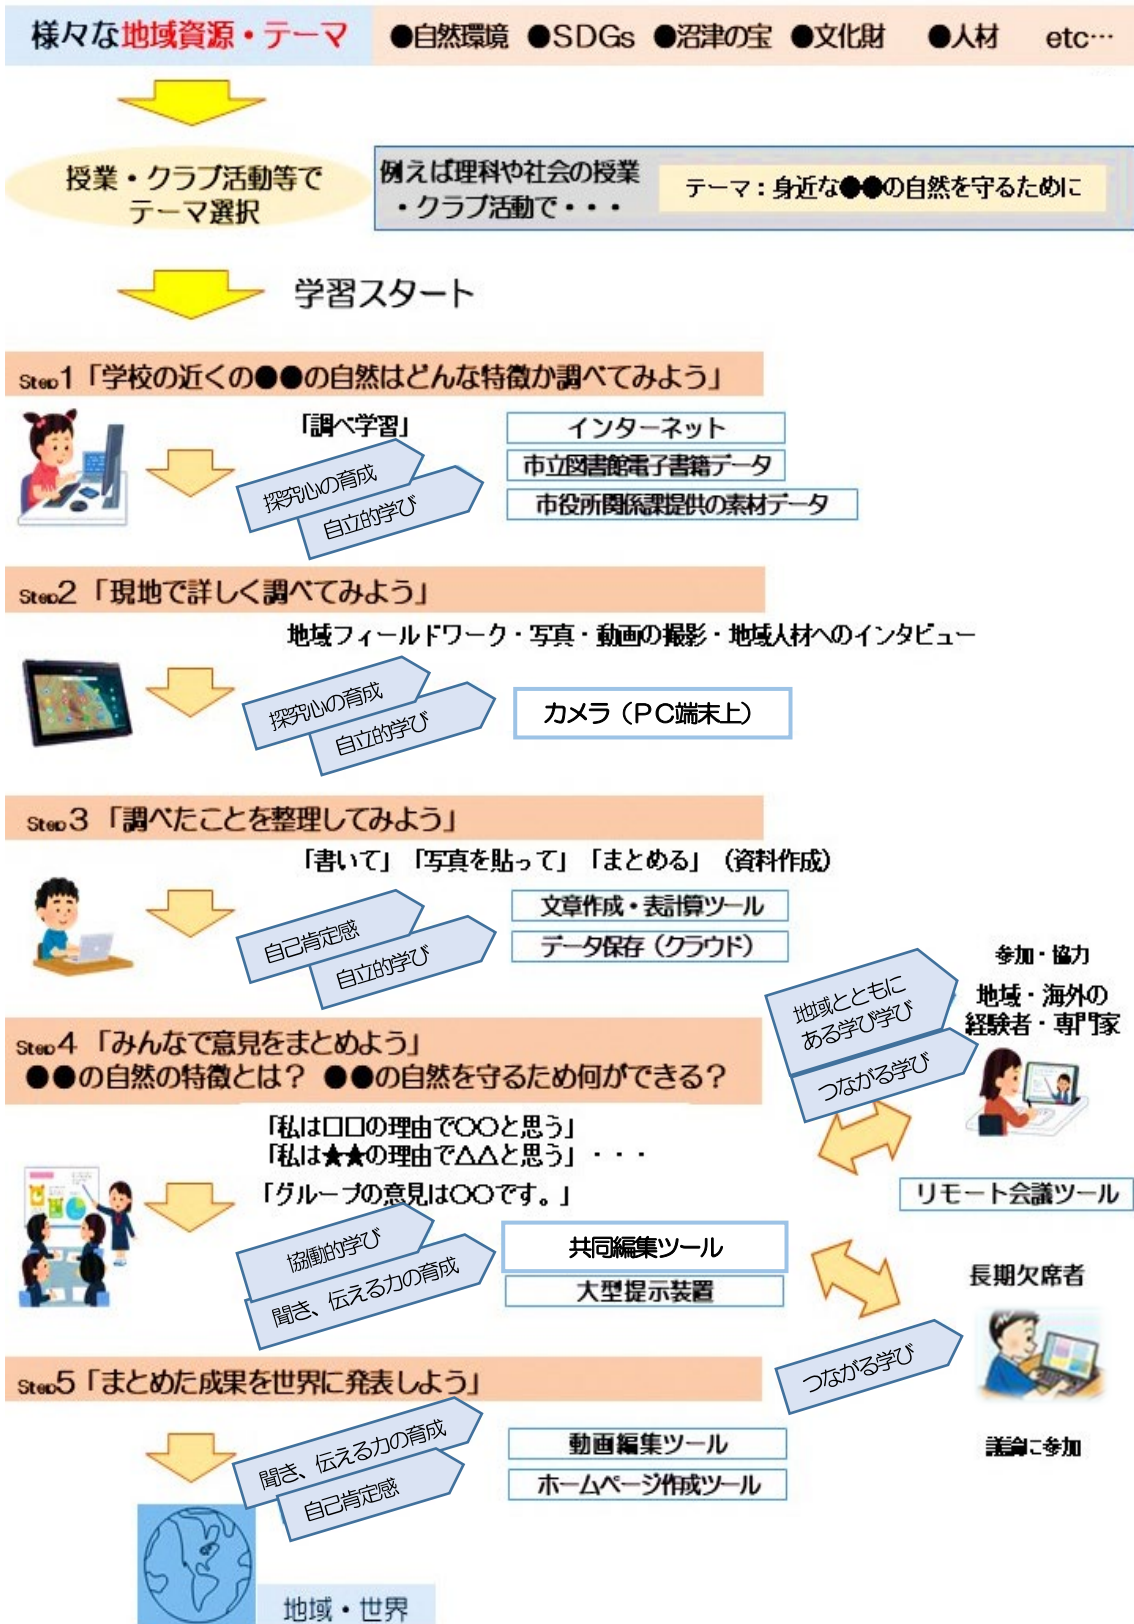 様々な地域資源・テーマ ●自然環境 ●SDGs ●沼津の宝 ●文化財 ●人材 etc…
授業・クラブ活動等で
テーマ選択
例えば理科や社会の授業
・クラブ活動で・・・
テーマ：身近な●●の自然を守るために
学習スタート
Step1「学校の近くの●●の自然はどんな特徴か調べてみよう」
「調べ学習」
探究心の育成
自立的学び
インターネット
市立図書館電子書籍データ
市役所関係課提供の素材データ
Step2「現地で詳しく調べてみよう」
地域フィールドワーク・写真・動画の撮影・地域人材へのインタビュー
探究心の育成
自立的学び
カメラ（ＰＣ端末上）
Step3「調べたことを整理してみよう」
「書いて」「写真を貼って」「まとめる」（資料作成）
自己肯定感
自立的学び
文章作成・表計算ツール
データ保存（クラウド）
地域とともに
ある学び学び
つながる学び
参加・協力
地域・海外の
経験者・専門家
リモート会議ツール
Step4「みんなで意見をまとめよう」
●●の自然の特徴とは？ ●●の自然を守るため何ができる？
「私は□□の理由で○○と思う」
「私は★★の理由で△△と思う」・・・
「グループの意見は○○です。」
協働的学び
聞き、伝える力の育成
共同編集ツール
大型提示装置
長期欠席者
つながる学び
議論に参加
Step5「まとめた成果を世界に発表しよう」
聞き、伝える力の育成
自己肯定感
動画編集ツール
ホームページ作成ツール
地域・世界